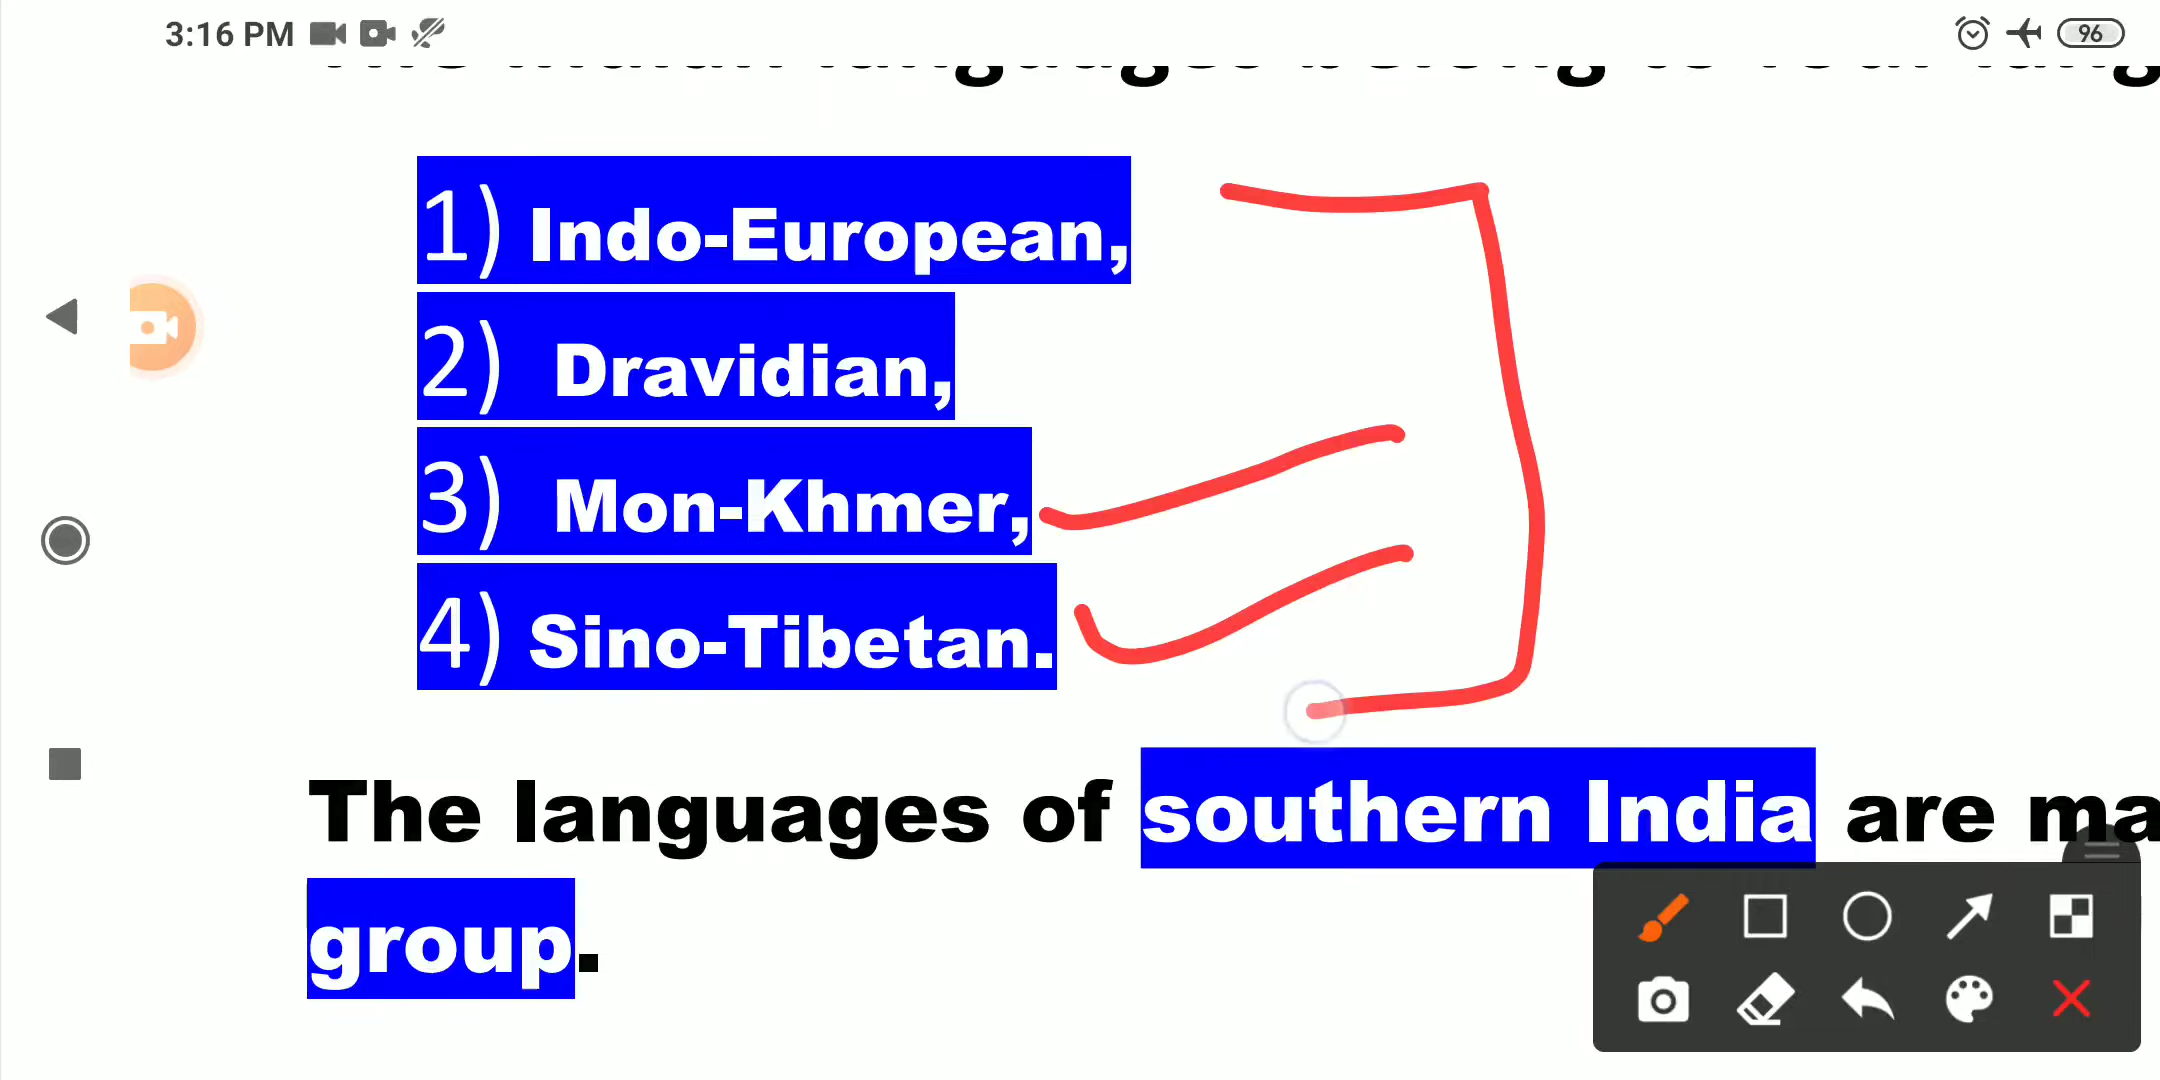 3:16 PM 96
1) Indo-European,
2) Dravidian,
3) Mon-Khmer,
4) Sino-Tibetan.
The languages of southern India are
group.